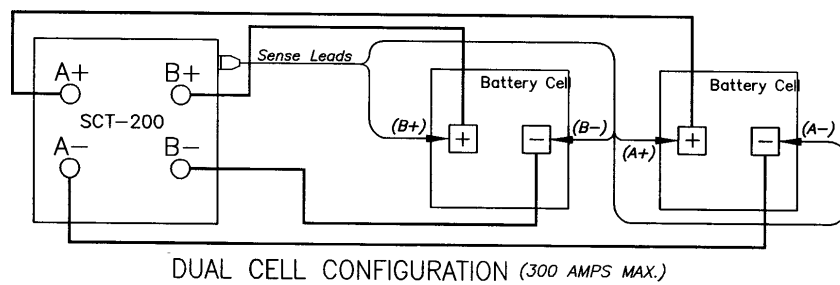 A+ B+ Sense Leads
Battery Cell Battery Cell
SCT-200
(B+) + - (B-) (A+) + - (A-)
A- B-
DUAL CELL CONFIGURATION (300 AMPS MAX.)